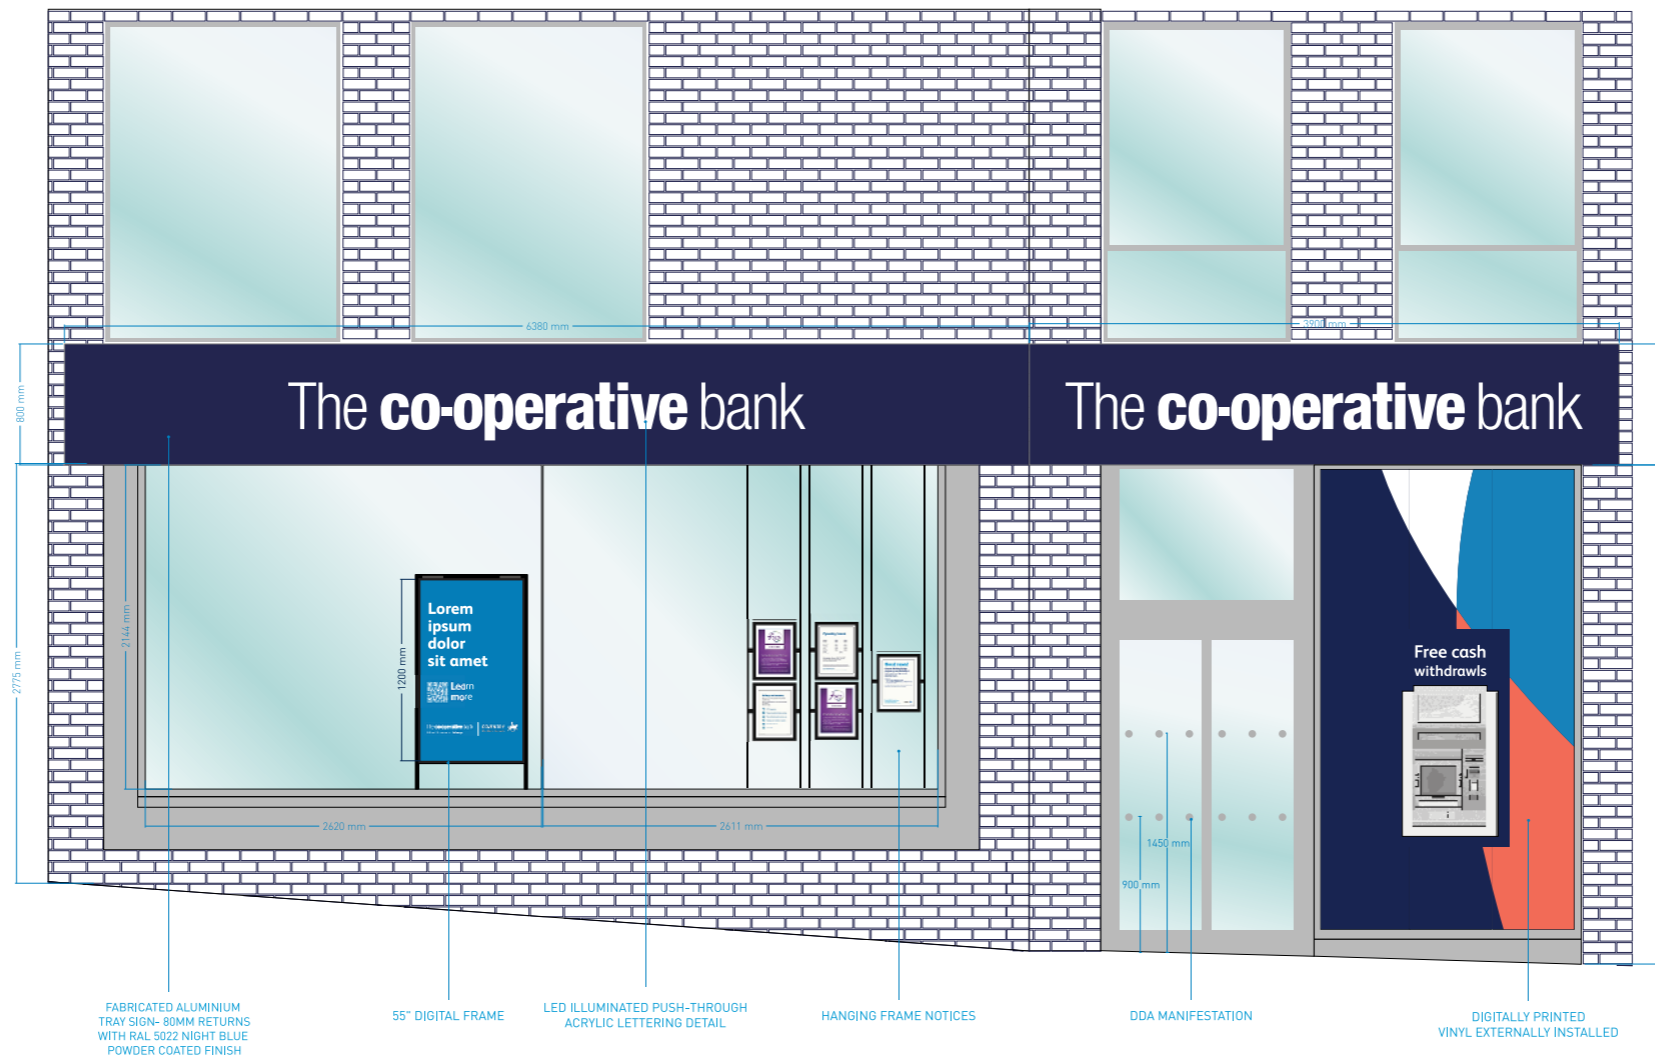 6380 mm
3900 mm
800 mm
The co-operative bank
The co-operative bank
2775 mm
2144 mm
1200 mm
Lorem
ipsum
dolor
sit amet
Learn
more
Free cash
withdrawls
1450 mm
900 mm
2620 mm
2611 mm
FABRICATED ALUMINIUM
TRAY SIGN- 80MM RETURNS
WITH RAL 5022 NIGHT BLUE
POWDER COATED FINISH
55" DIGITAL FRAME
LED ILLUMINATED PUSH-THROUGH
ACRYLIC LETTERING DETAIL
HANGING FRAME NOTICES
DDA MANIFESTATION
DIGITALLY PRINTED
VINYL EXTERNALLY INSTALLED